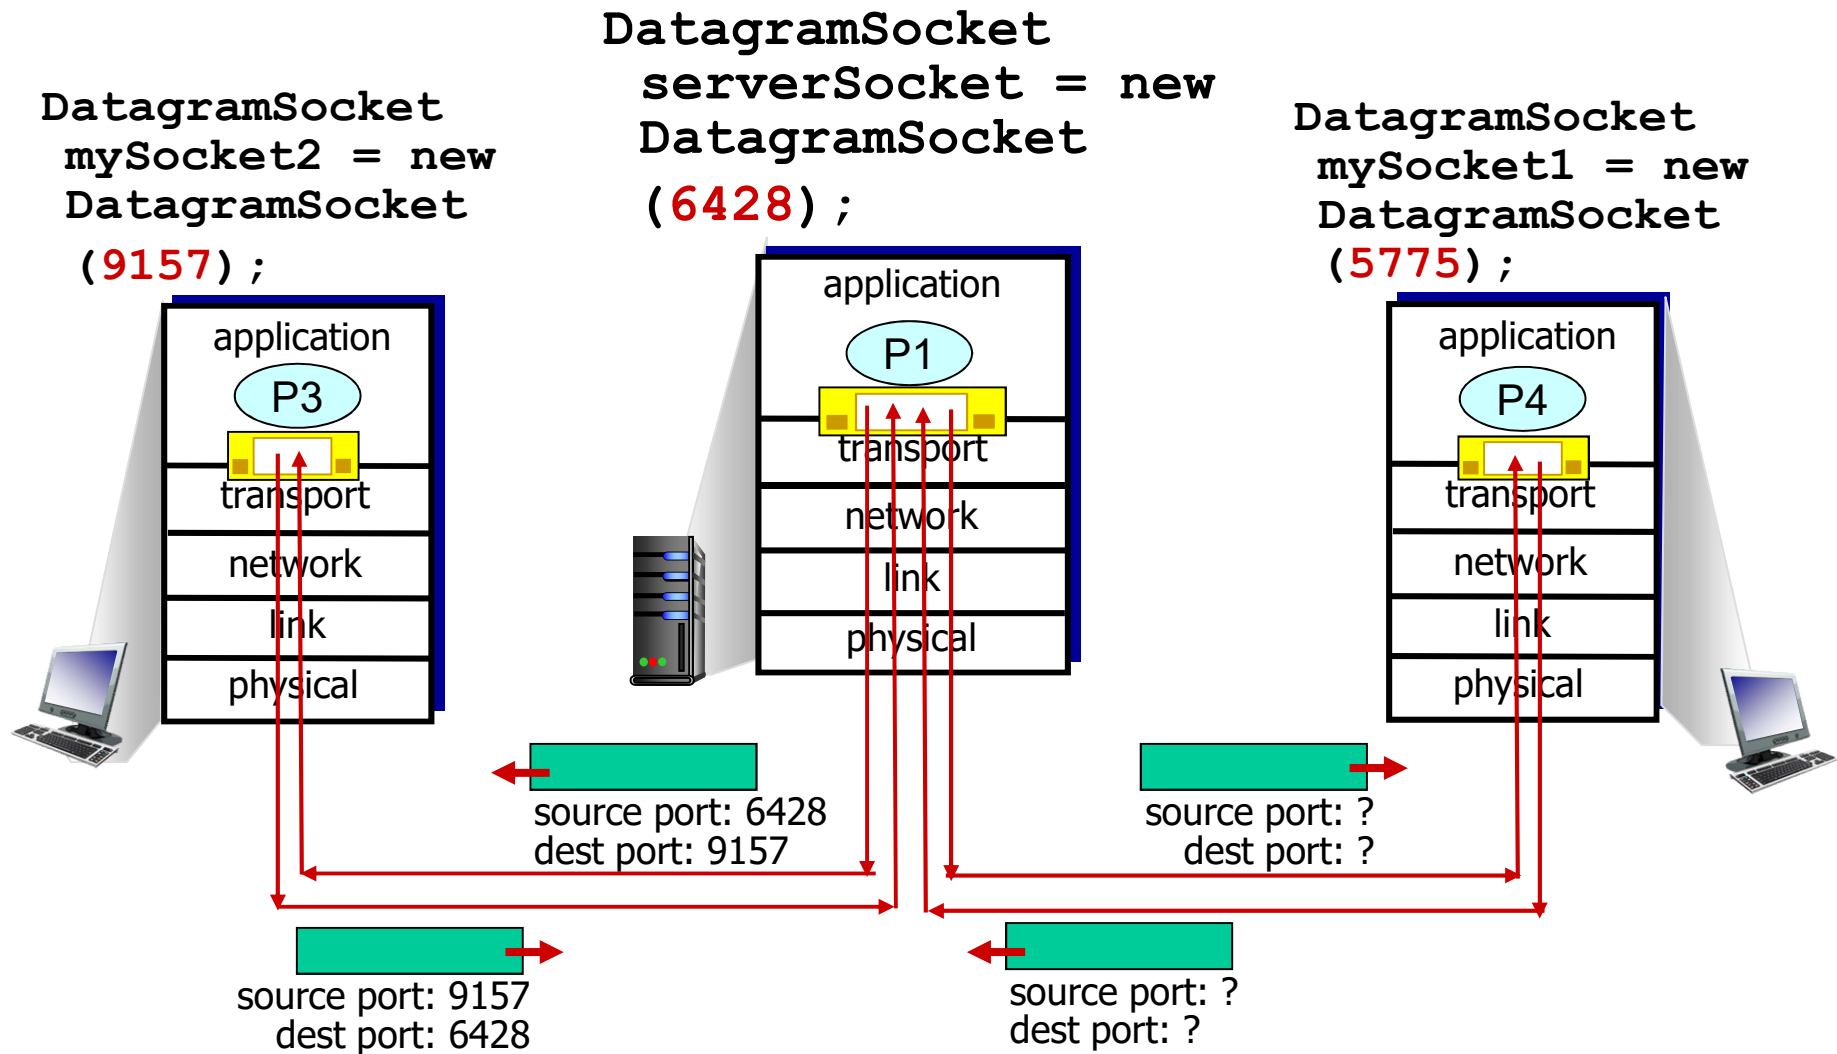 DatagramSocket
serverSocket = new
DatagramSocket
(6428);
DatagramSocket
mySocket2 = new
DatagramSocket
(9157);
DatagramSocket
mySocket1 = new
DatagramSocket
(5775);
application
P3
transport
network
link
physical
application
P1
transport
network
link
physical
application
P4
transport
network
link
physical
source port: 6428
dest port: 9157
source port: ?
dest port: ?
source port: 9157
dest port: 6428
source port: ?
dest port: ?